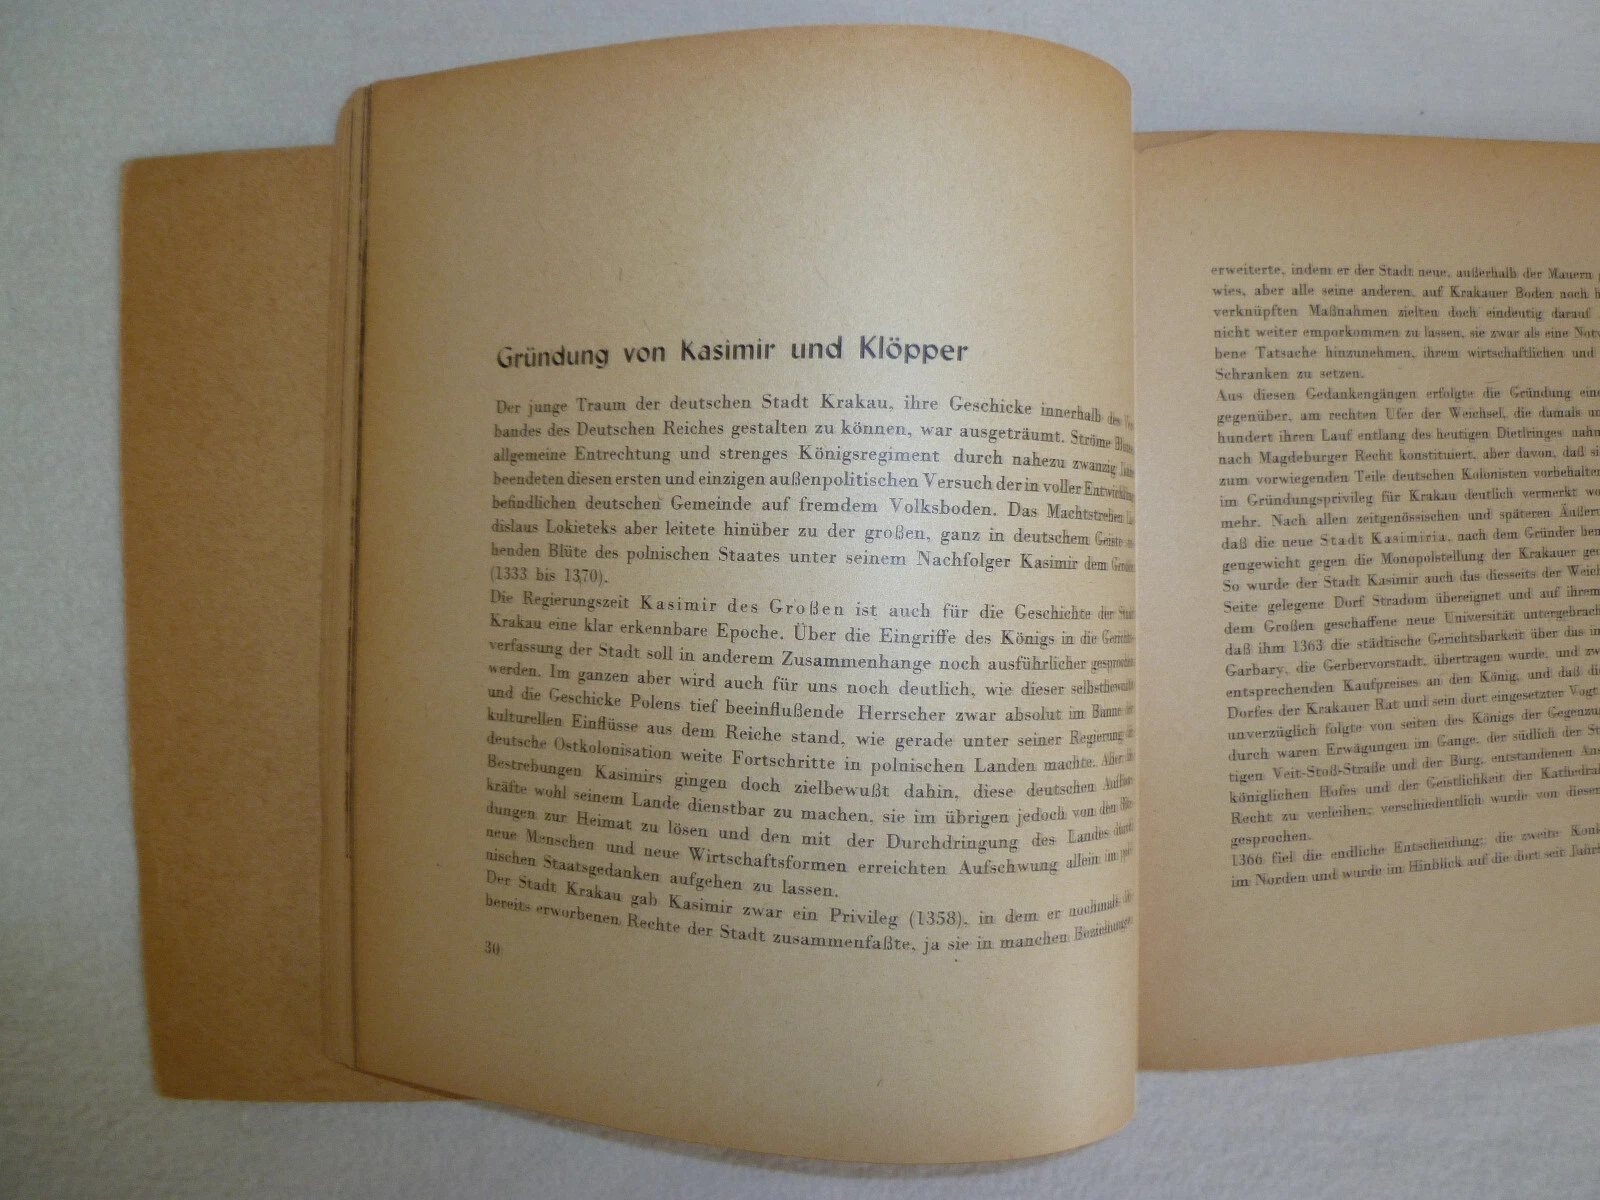 Gründung von Kasimir und Klöpper
Der junge Traum der deutschen Stadt Krakau, ihre Geschicke innerhalb des
bandes des Deutschen Reiches gestalten zu können, war ausgeträumt. Ströme
allgemeine Entrechtung und strenges Königsregiment durch nahezu zwanzig
beendeten diesen ersten und einzigen außenpolitischen Versuch der in voller
befindlichen deutschen Gemeinde auf fremdem Volksboden. Das Machtstreben
dislaus Lokieteks aber leitete hinüber zu der großen, ganz in deutschem Geiste
henden Blüte des polnischen Staates unter seinem Nachfolger Kasimir dem
(1333 bis 1370).
Die Regierungszeit Kasimir des Großen ist auch für die Geschichte der
Krakau eine klar erkennbare Epoche. Über die Eingriffe des Königs in die
verfassung der Stadt soll in anderem Zusammenhange noch ausführlicher gesprochen
werden. Im ganzen aber wird auch für uns noch deutlich, wie dieser selbstbewußte
und die Geschicke Polens tief beeinflußende Herrscher zwar absolut im Banne
kulturellen Einflüsse aus dem Reiche stand, wie gerade unter seiner Regierung
deutsche Ostkolonisation weite Fortschritte in polnischen Landen machte. Aber
Bestrebungen Kasimirs gingen doch zielbewußt dahin, diese deutschen
kräfte wohl seinem Lande dienstbar zu machen, sie im übrigen jedoch von den
dungen zur Heimat zu lösen und den mit der Durchdringung des Landes durch
neue Menschen und neue Wirtschaftsformen erreichten Aufschwung allein im
nischen Staatsgedanken aufgehen zu lassen.
Der Stadt Krakau gab Kasimir zwar ein Privileg (1358), in dem er nochmals
bereits erworbenen Rechte der Stadt zusammenfaßte, ja sie in manchen Beziehungen
30
erweiterte, indem er der Stadt neue, außerhalb der Mauern
wies, aber alle seine anderen, auf Krakauer Boden noch
verknüpften Maßnahmen zielten doch eindeutig darauf
nicht weiter emporkommen zu lassen, sie zwar als eine
bene Tatsache hinzunehmen, ihrem wirtschaftlichen und
Schranken zu setzen.
Aus diesen Gedankengängen erfolgte die Gründung
gegenüber, am rechten Ufer der Weichsel, die damals
hundert ihren Lauf entlang des heutigen Dietlringes
nach Magdeburger Recht konstituiert, aber davon, daß
zum vorwiegenden Teile deutschen Kolonisten
im Gründungsprivileg für Krakau deutlich vermerkt
mehr. Nach allen zeitgenössischen und späteren
daß die neue Stadt Kasimiria, nach dem Gründer
gengewicht gegen die Monopolstellung der Krakauer
So wurde der Stadt Kasimir auch das diesseits der
Seite gelegene Dorf Stradom übereignet und auf ihrem
dem Großen geschaffene neue Universität
daß ihm 1363 die städtische Gerichtsbarkeit über das
Garbary, die Gerbervorstadt, übertragen wurde, und
entsprechenden Kaufpreises an den König, und daß
Dorfes der Krakauer Rat und sein dort eingesetzter Vogt
unverzüglich folgte von seiten des Königs der
durch waren Erwägungen im Gange, der südlich der
tigen Veit-Stoß-Straße und der Burg, entstandenen
königlichen Hofes und der Geistlichkeit der
Recht zu verleihen; verschiedentlich wurde von
gesprochen.
1366 fiel die endliche Entscheidung; die zweite
im Norden und wurde im Hinblick auf die dort seit